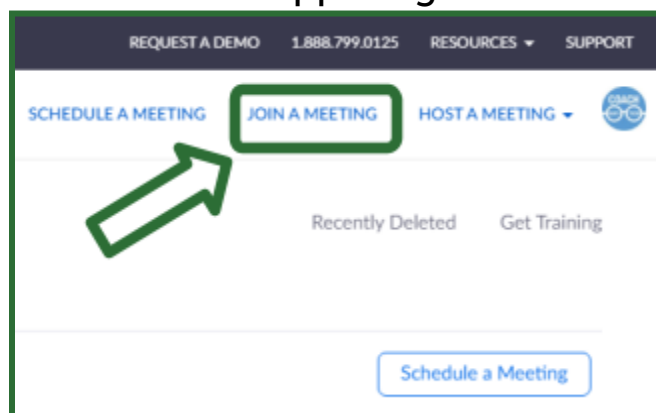 REQUEST A DEMO 1.888.799.0125 RESOURCES SUPPORT
SCHEDULE A MEETING JOIN A MEETING HOST A MEETING COACH
Recently Deleted Get Training
Schedule a Meeting